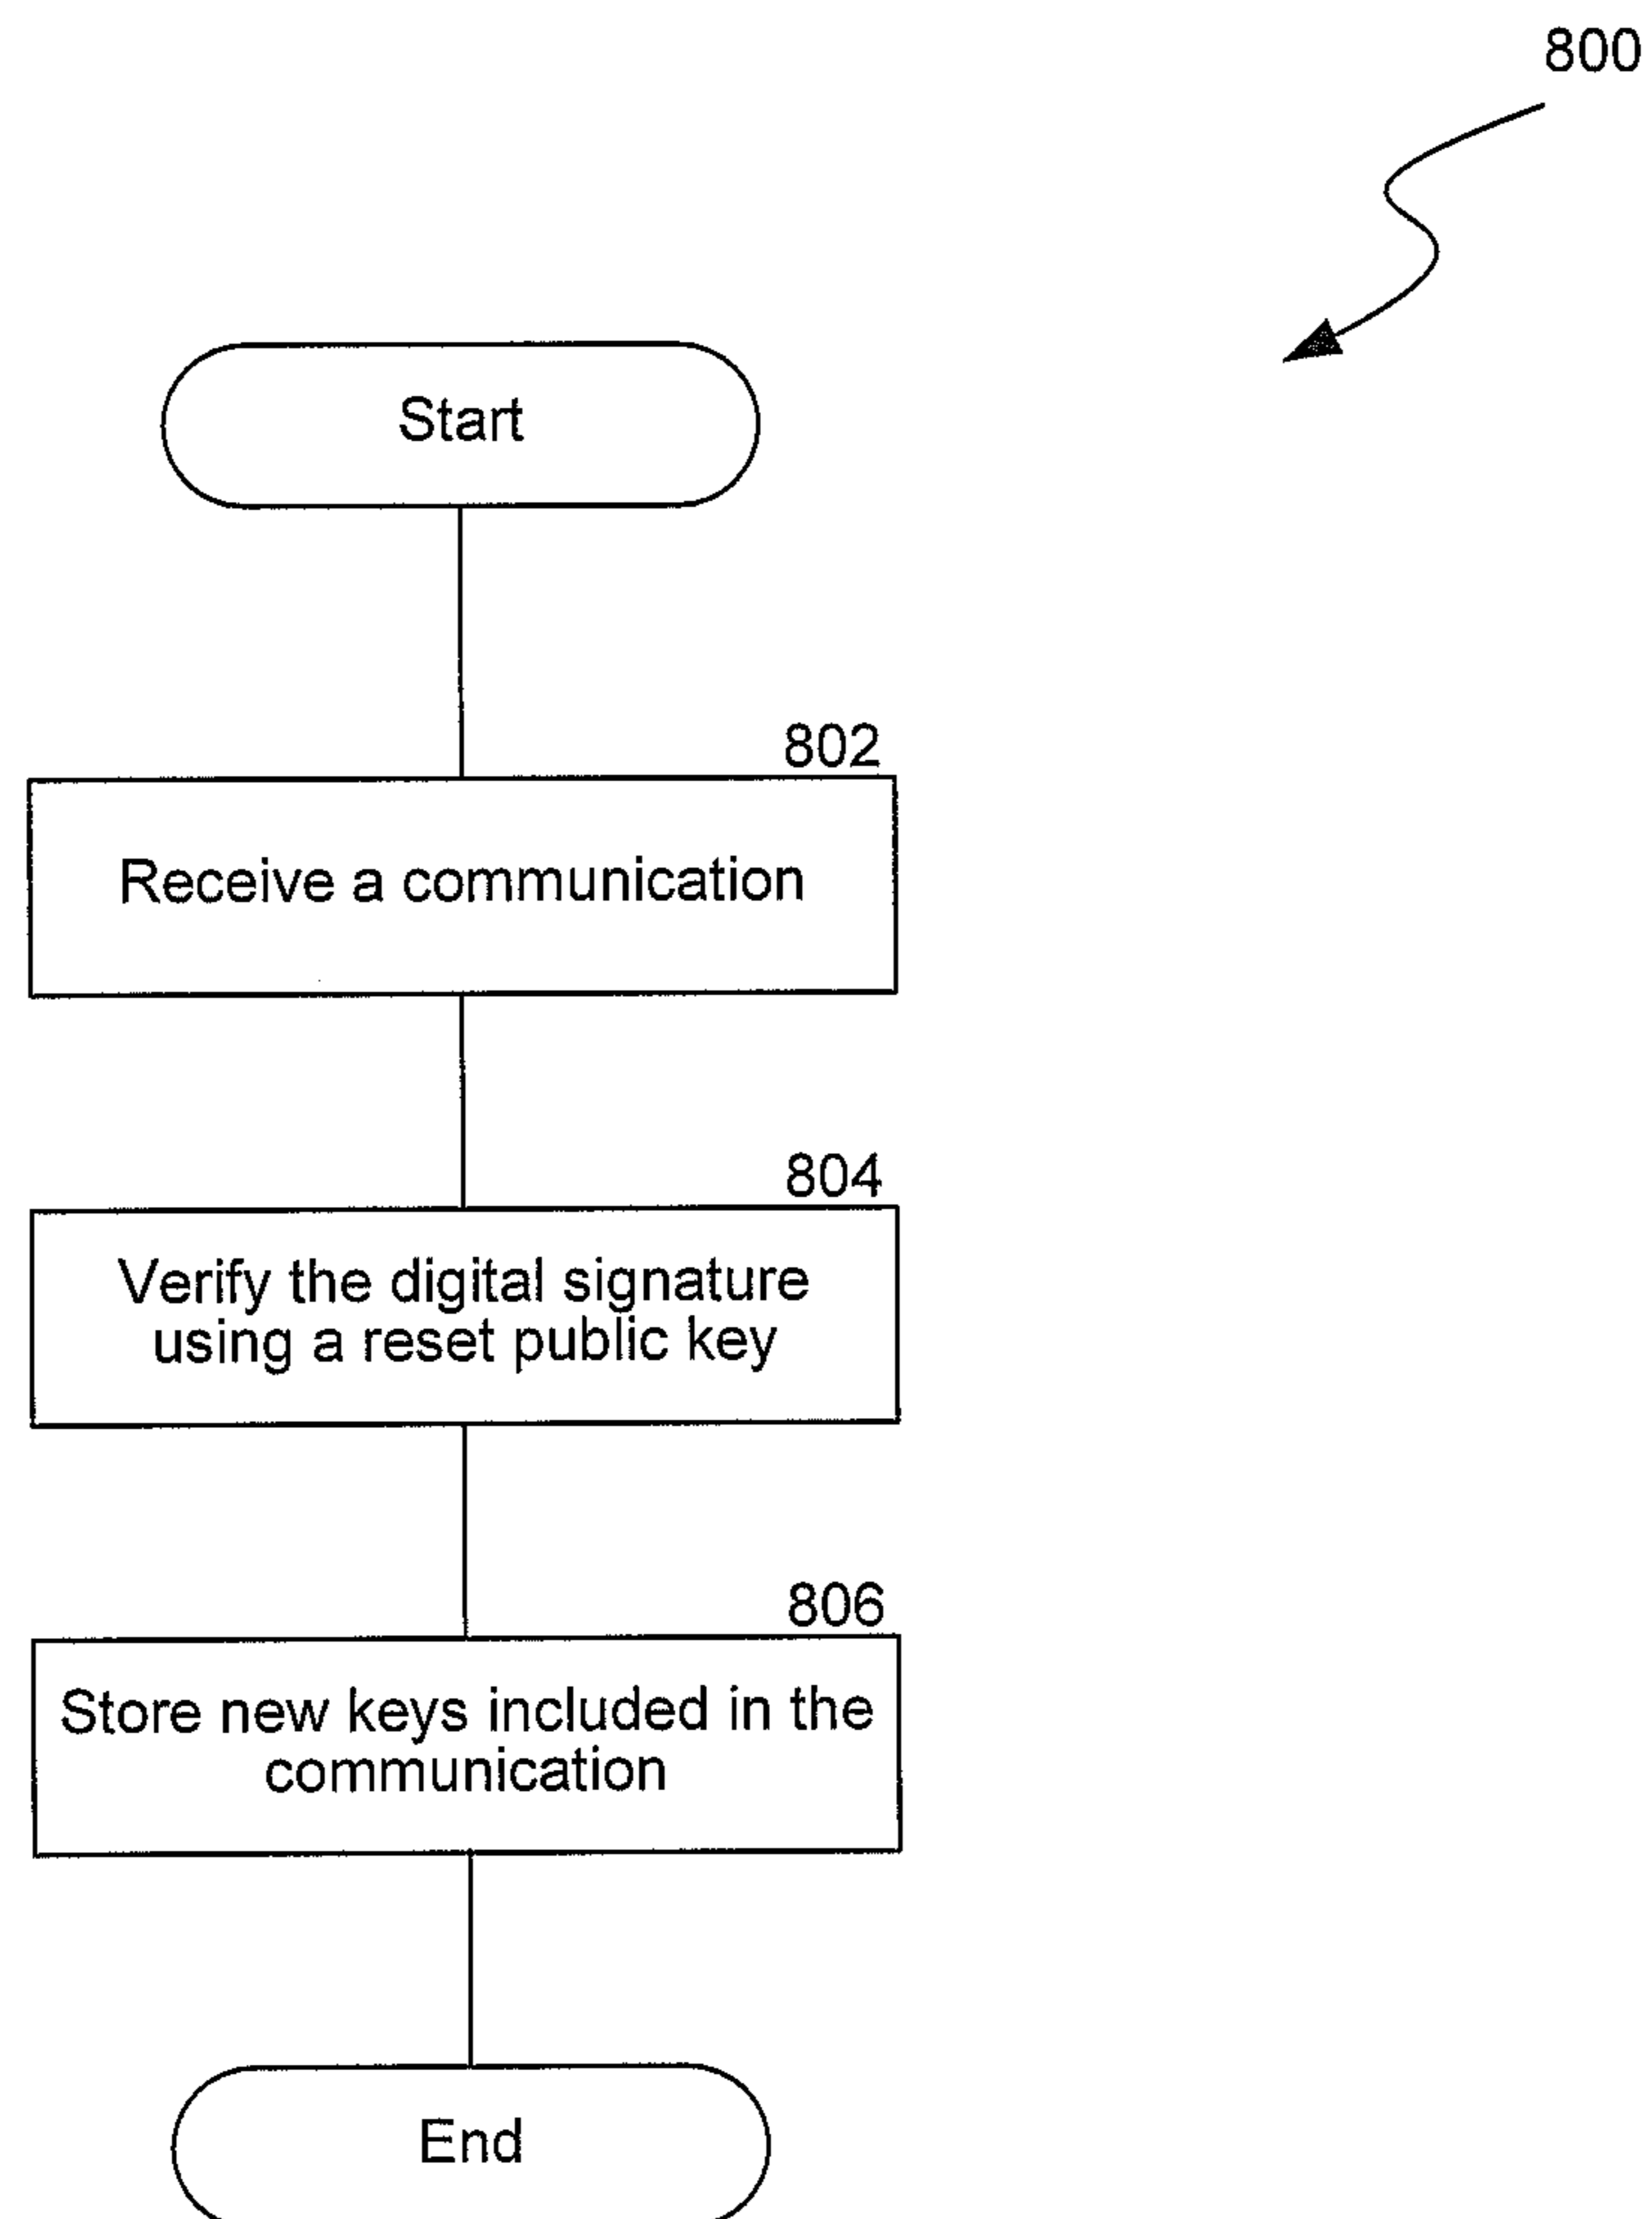 800
Start
802
Receive a communication
804
Verify the digital signature
using a reset public key
806
Store new keys included in the
communication
End